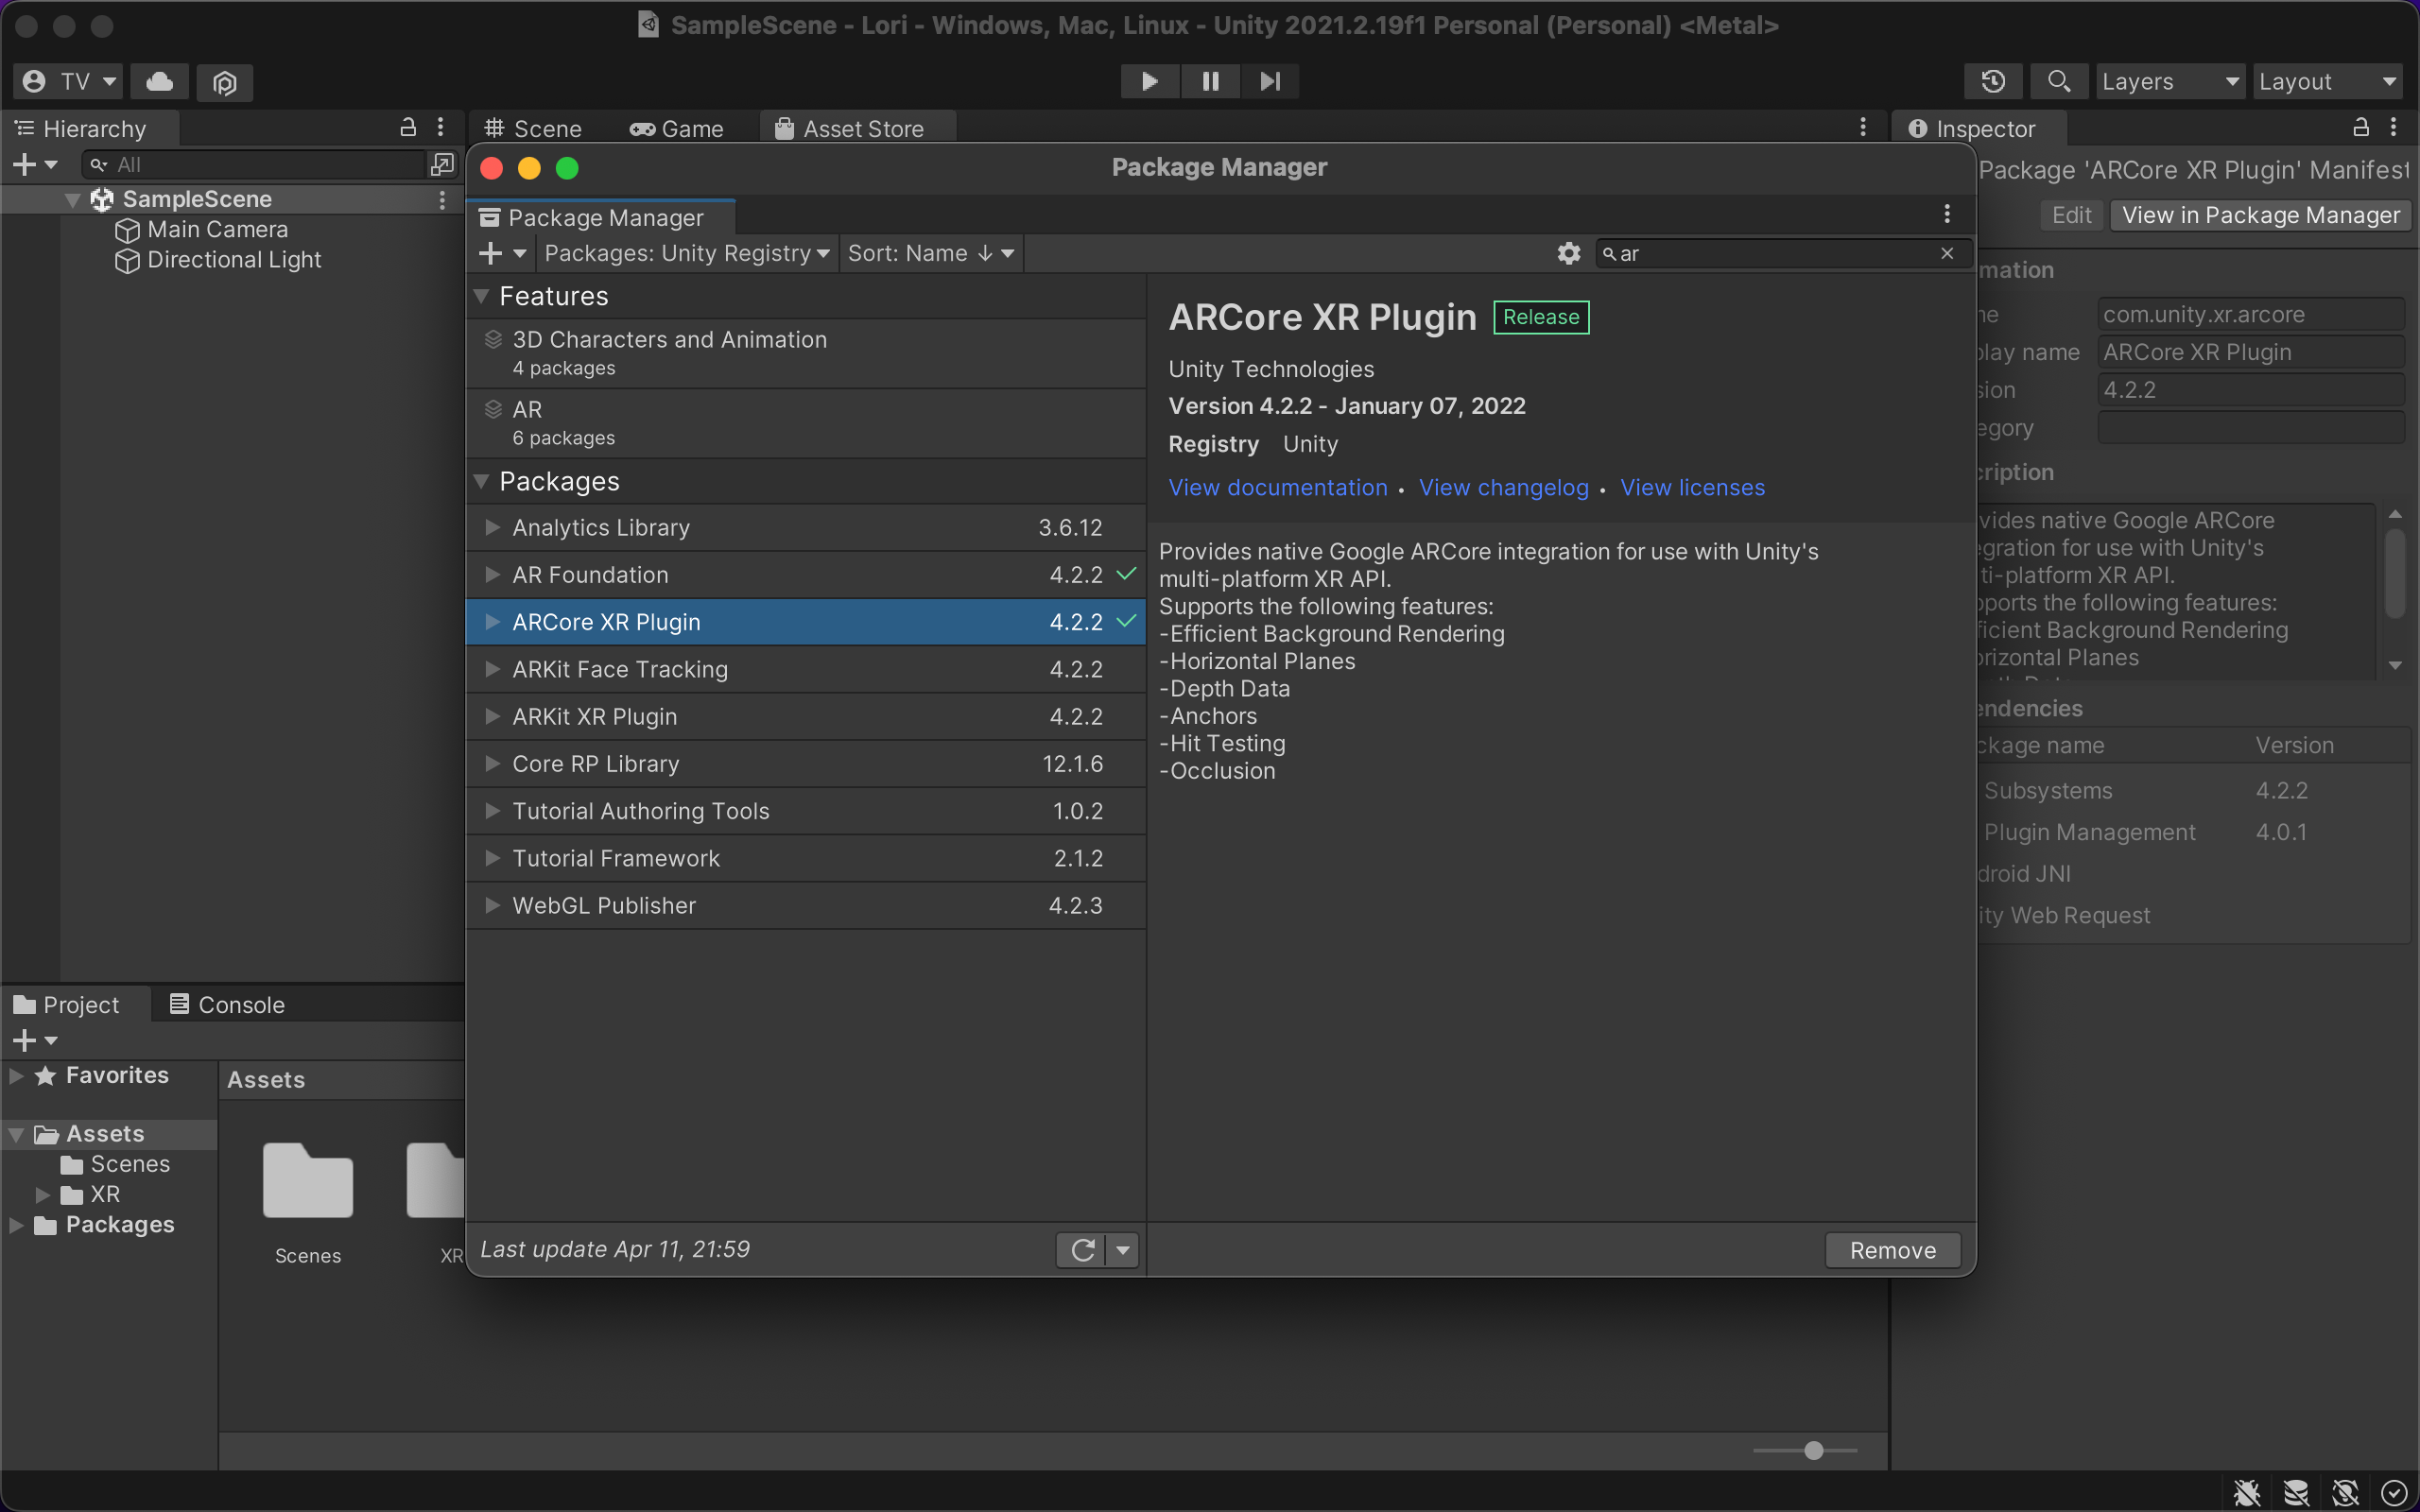 SampleScene - Lori - Windows, Mac, Linux - Unity 2021.2.19f1 Personal (Personal) <Metal>
TV
Layers
Layout
Hierarchy
Scene
Game
Asset Store
Inspector
All
SampleScene
Main Camera
Directional Light
Package Manager
Package Manager
Packages: Unity Registry
Sort: Name ↓
ar
Features
3D Characters and Animation
4 packages
AR
6 packages
Packages
Analytics Library 3.6.12
AR Foundation 4.2.2
ARCore XR Plugin 4.2.2
ARKit Face Tracking 4.2.2
ARKit XR Plugin 4.2.2
Core RP Library 12.1.6
Tutorial Authoring Tools 1.0.2
Tutorial Framework 2.1.2
WebGL Publisher 4.2.3
Last update Apr 11, 21:59
ARCore XR Plugin Release
Unity Technologies
Version 4.2.2 - January 07, 2022
Registry Unity
View documentation • View changelog • View licenses
Provides native Google ARCore integration for use with Unity's
multi-platform XR API.
Supports the following features:
-Efficient Background Rendering
-Horizontal Planes
-Depth Data
-Anchors
-Hit Testing
-Occlusion
Remove
Package 'ARCore XR Plugin' Manifest
Edit
View in Package Manager
mation
ne com.unity.xr.arcore
play name ARCore XR Plugin
sion 4.2.2
egory
cription
vides native Google ARCore
gration for use with Unity's
ti-platform XR API.
ports the following features:
ficient Background Rendering
rizontal Planes
endencies
ckage name Version
Subsystems 4.2.2
Plugin Management 4.0.1
droid JNI
ity Web Request
Project
Console
Favorites
Assets
Scenes
XR
Packages
Assets
Scenes
XR